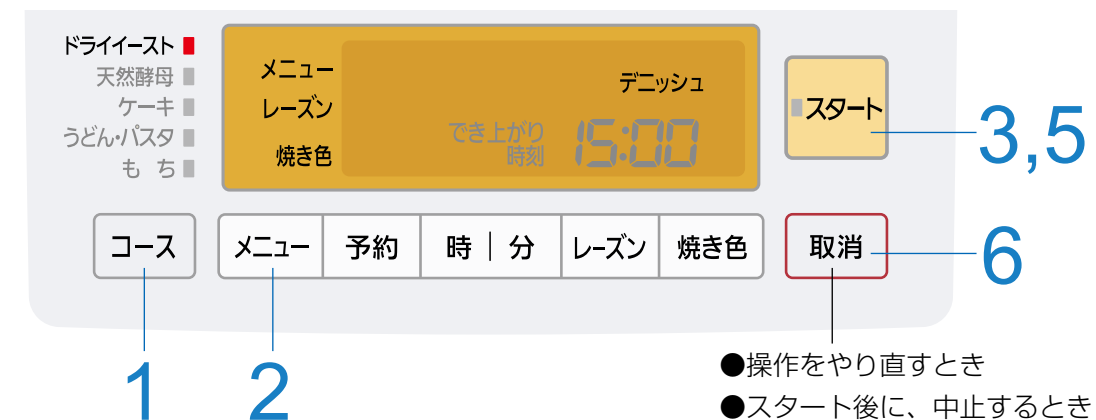 ドライイースト
天然酵母
ケーキ
うどん・パスタ
も ち
メニュー
レーズン
焼き色
デニッシュ
でき上がり
時刻
15:00
スタート
3,5
コース
メニュー
予約
時｜分
レーズン
焼き色
取消
6
1
2
●操作をやり直すとき
●スタート後に、中止するとき